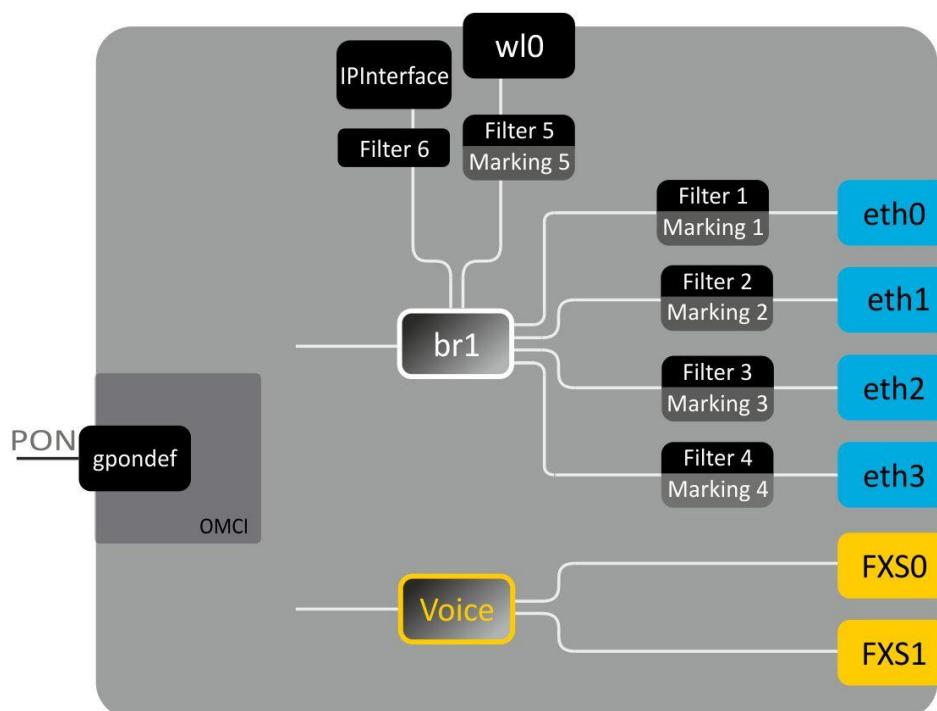 wl0
IPInterface
Filter 5
Marking 5
Filter 6
Filter 1
Marking 1
eth0
Filter 2
Marking 2
eth1
br1
Filter 3
Marking 3
eth2
PON
gpondef
OMCI
Filter 4
Marking 4
eth3
FXS0
Voice
FXS1